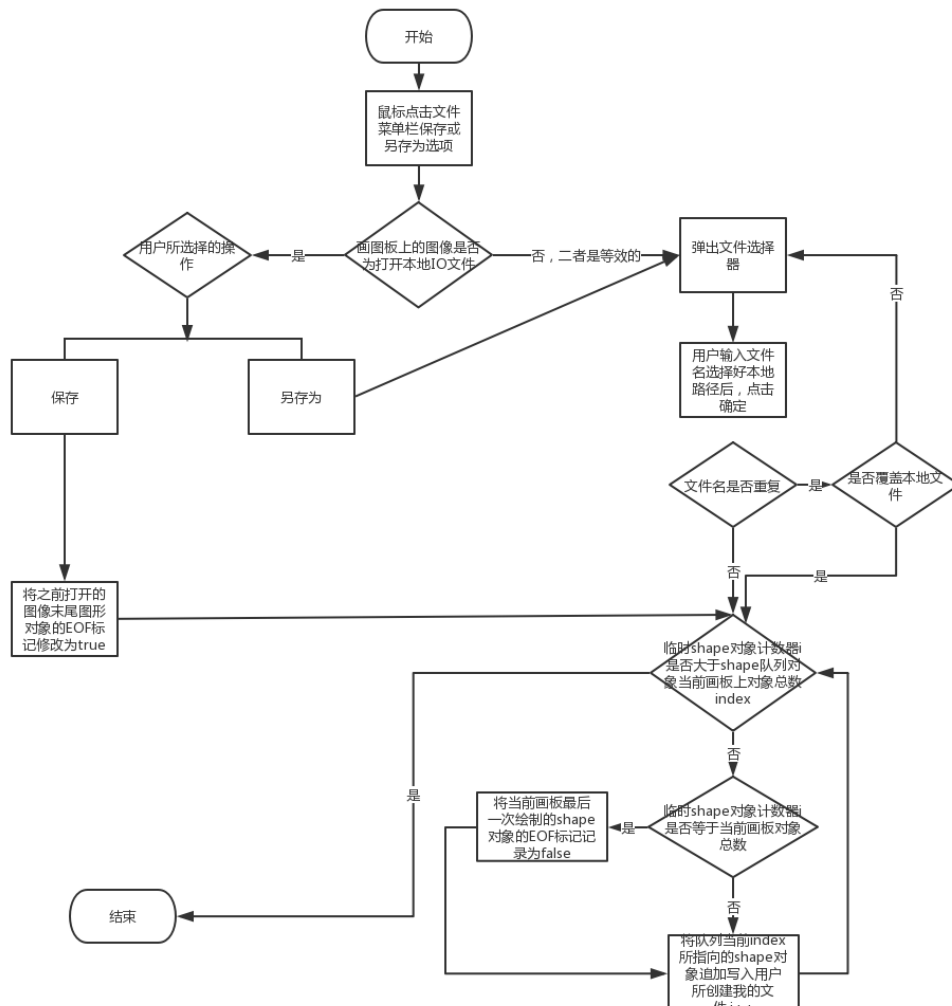 开始
鼠标点击文件
菜单栏保存或
另存为选项
用户所选择的操
作
是
画图板上的图像是否
为打开本地IO文件
否，二者是等效的
弹出文件选择
器
否
保存
另存为
用户输入文件
名选择好本地
路径后，点击
确定
文件名是否重复
是
是否覆盖本地文
件
否
是
将之前打开的
图像末尾图形
对象的EOF标
记修改为true
临时shape对象计数器i
是否大于shape队列对
象当前画板上对象总数
index
否
是
将当前画板最后
一次绘制的shape
对象的EOF标记记
录为false
是
临时shape对象计数器i
是否等于当前画板对象
总数
否
结束
将队列当前index
所指向的shape对
象追加写入用户
所创建我的文